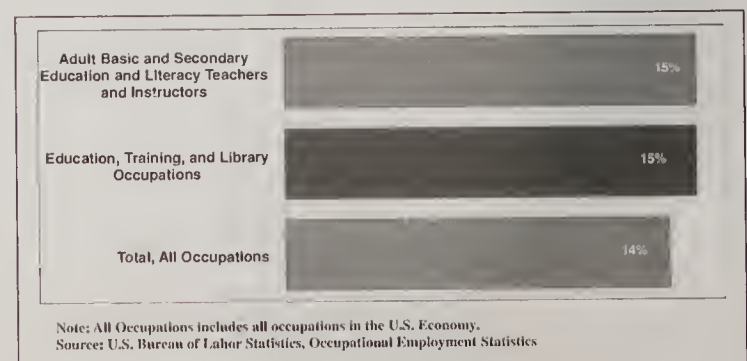 Adult Basic and Secondary
Education and Literacy Teachers
and Instructors
15%
Education, Training, and Library
Occupations
15%
Total, All Occupations
14%
Note: All Occupations includes all occupations in the U.S. Economy.
Source: U.S. Bureau of Labor Statistics, Occupational Employment Statistics